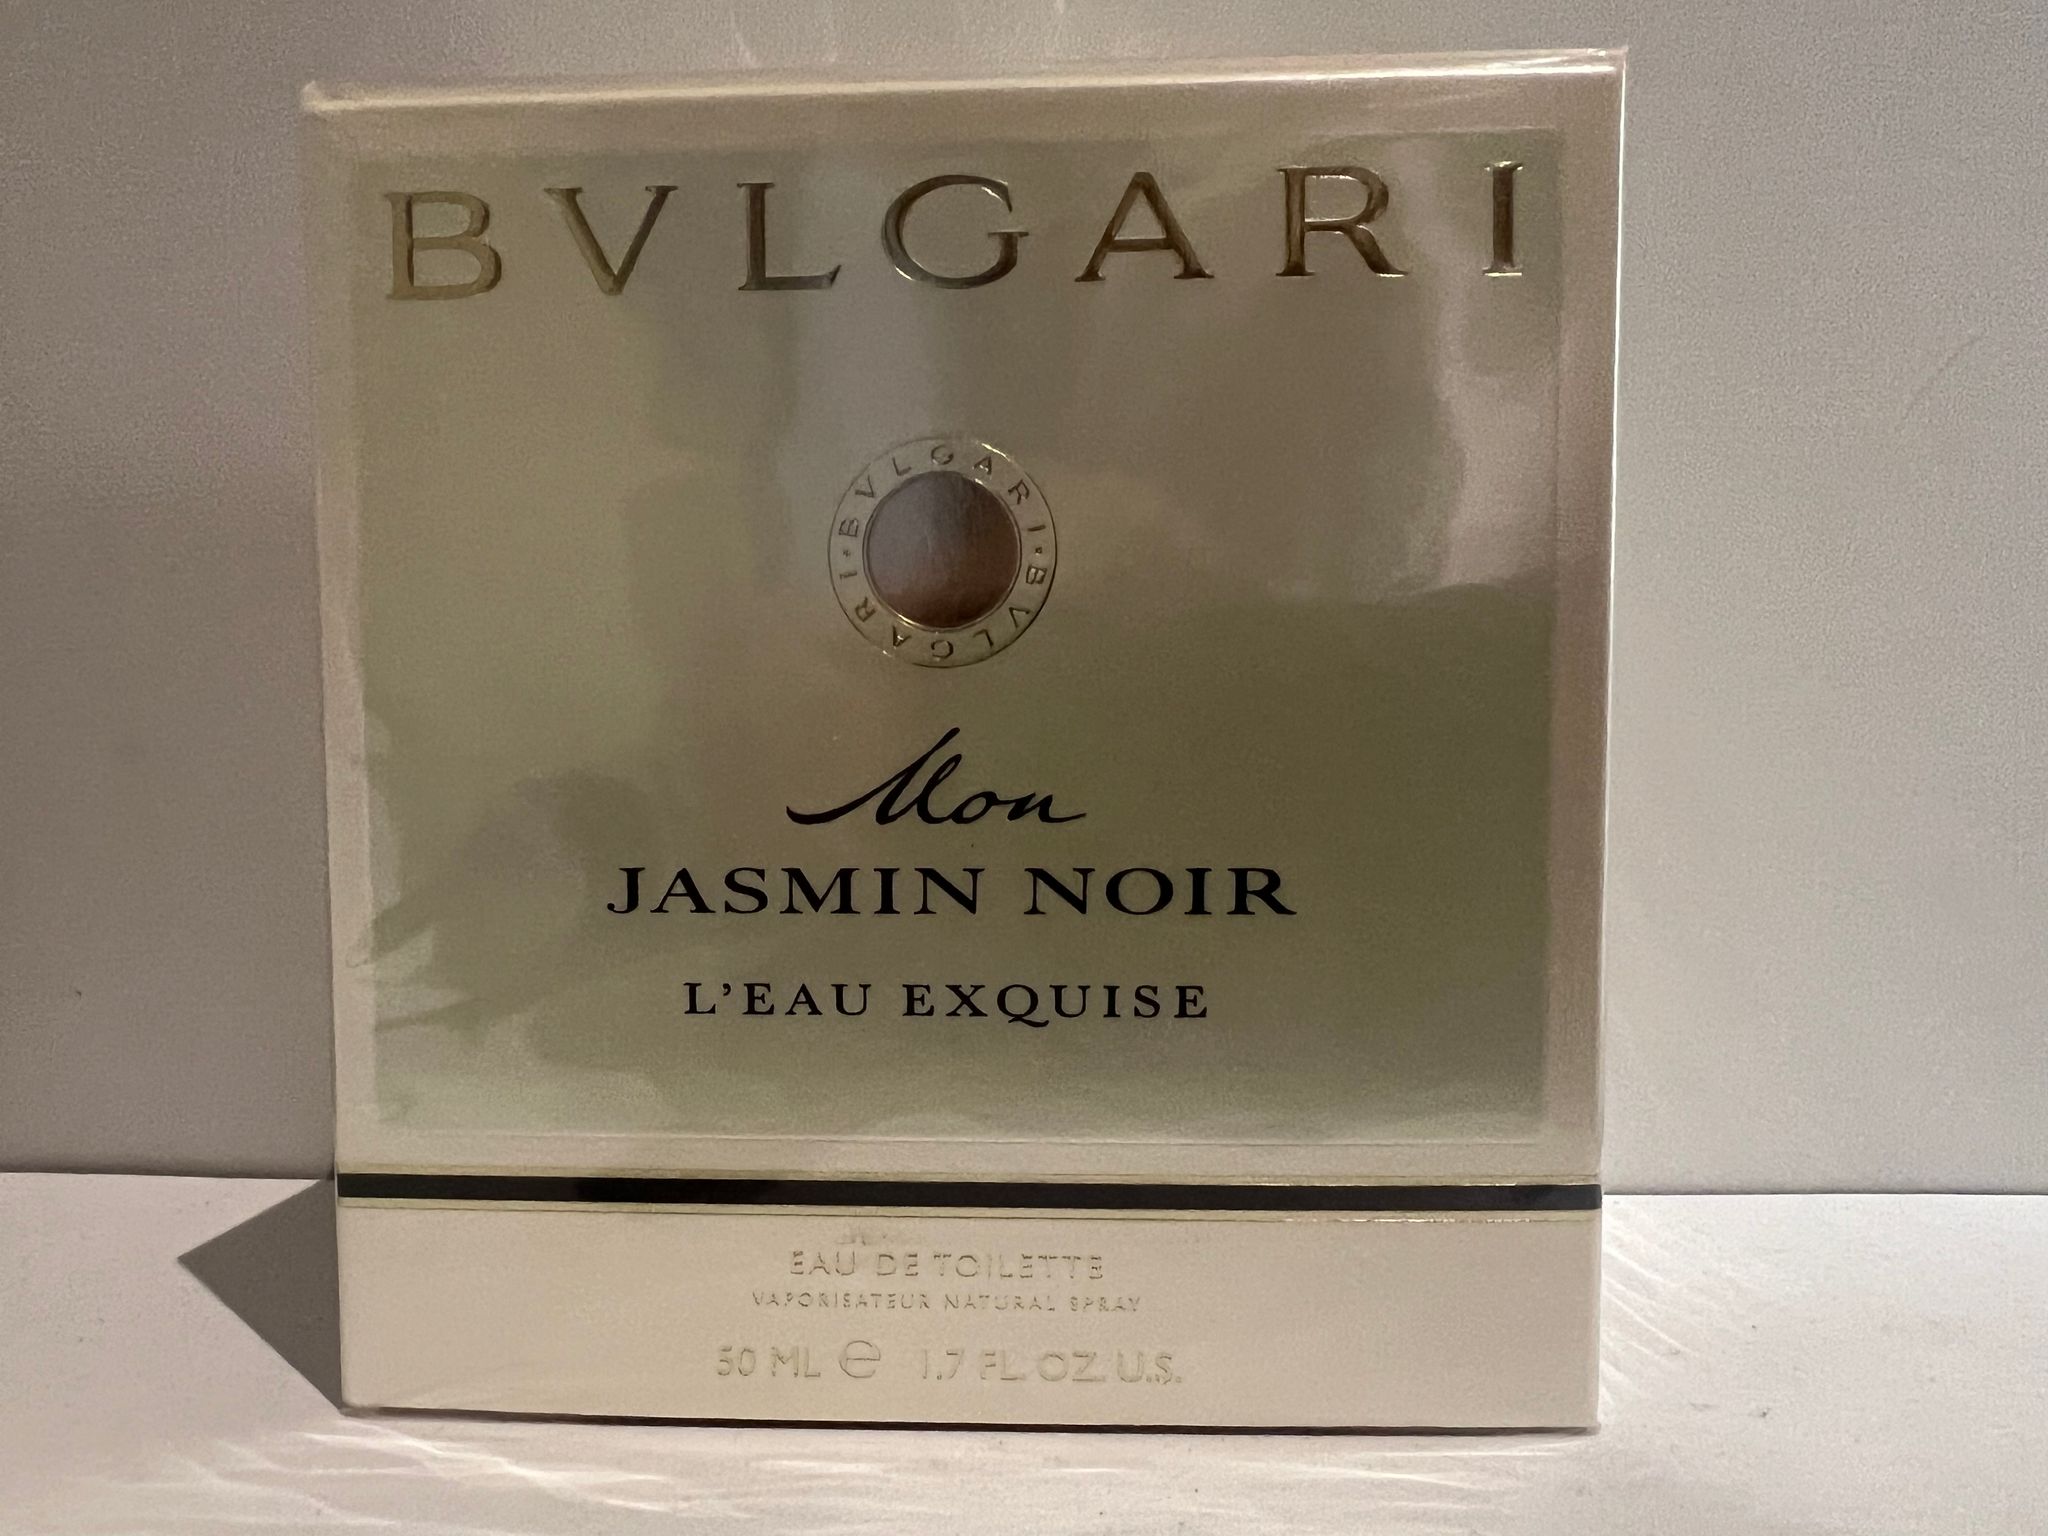 BVLGARI
BVLGARI·BVLGARI·
Mon
JASMIN NOIR
L'EAU EXQUISE
EAU DE TOILETTE
VAPORISATEUR NATURAL SPRAY
50 ML ℮ 1.7 FL. OZ. U.S.